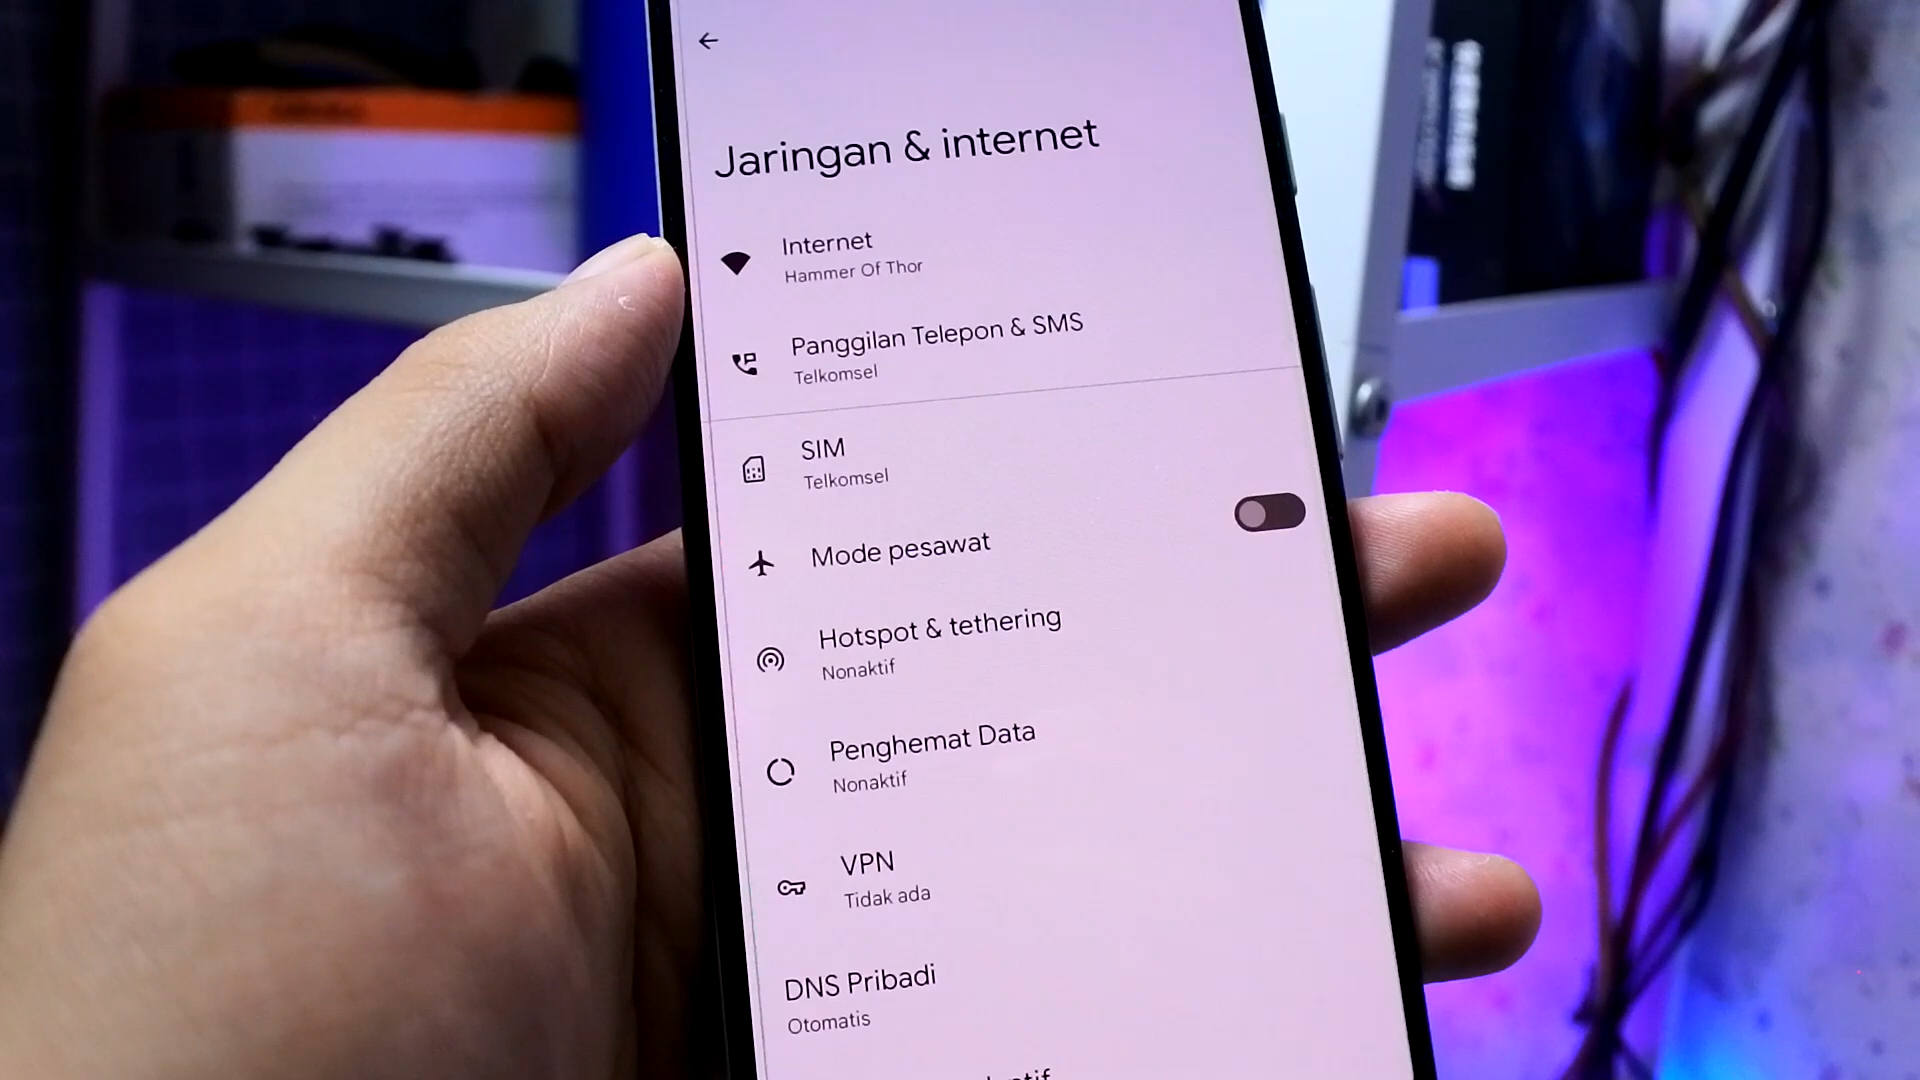 Jaringan & internet
Internet
Hammer Of Thor
Panggilan Telepon & SMS
Telkomsel
SIM
Telkomsel
Mode pesawat
Hotspot & tethering
Nonaktif
Penghemat Data
Nonaktif
VPN
Tidak ada
DNS Pribadi
Otomatis